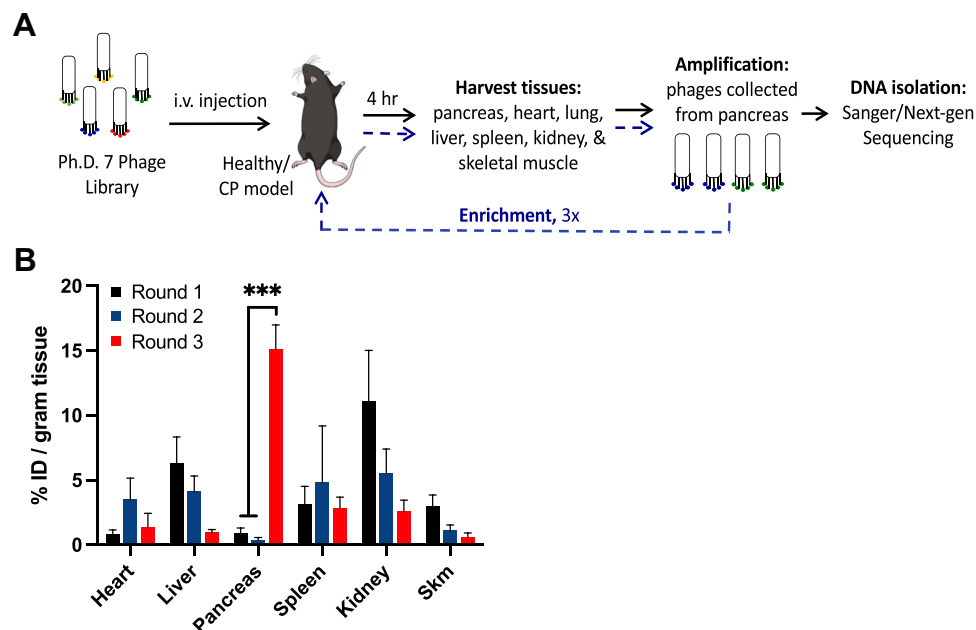 A
Ph.D. 7 Phage
Library
i.v. injection
Healthy/
CP model
4 hr
Harvest tissues:
pancreas, heart, lung,
liver, spleen, kidney, &
skeletal muscle
Amplification:
phages collected
from pancreas
DNA isolation:
Sanger/Next-gen
Sequencing
Enrichment, 3x
B
% ID / gram tissue
20
15
10
5
0
Round 1
Round 2
Round 3
***
Heart
Liver
Pancreas
Spleen
Kidney
Skm